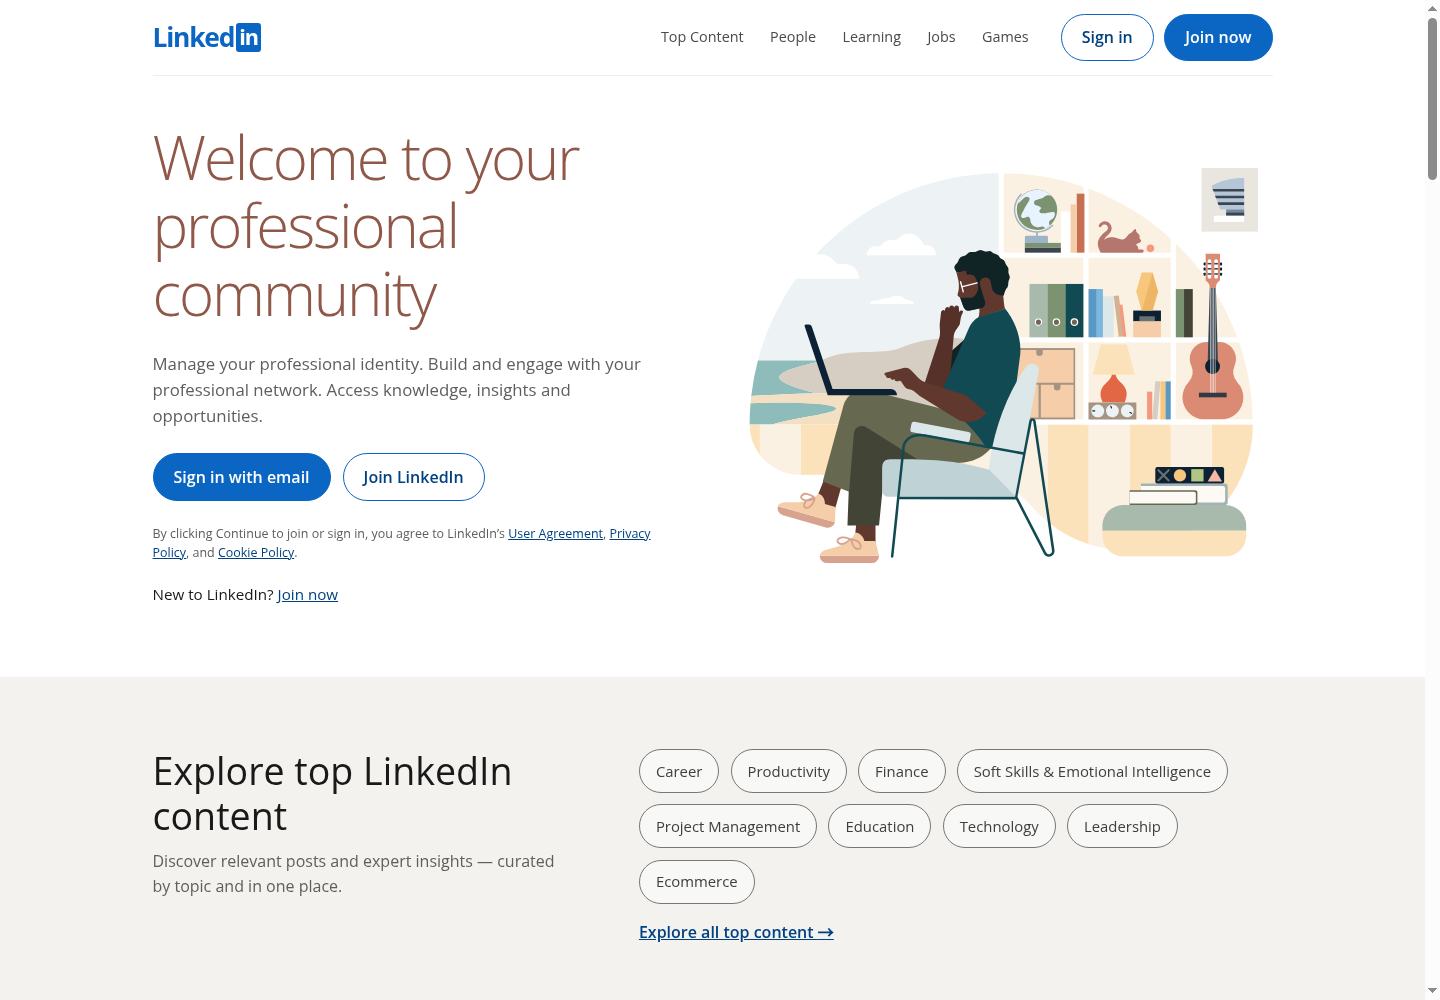 Linkedin
Top Content
People
Learning
Jobs
Games
Sign in
Join now
Welcome to your
professional
community
Manage your professional identity. Build and engage with your
professional network. Access knowledge, insights and
opportunities.
Sign in with email
Join LinkedIn
By clicking Continue to join or sign in, you agree to LinkedIn’s User Agreement, Privacy
Policy, and Cookie Policy.
New to LinkedIn? Join now
Explore top LinkedIn
content
Discover relevant posts and expert insights — curated
by topic and in one place.
Career
Productivity
Finance
Soft Skills & Emotional Intelligence
Project Management
Education
Technology
Leadership
Ecommerce
Explore all top content →